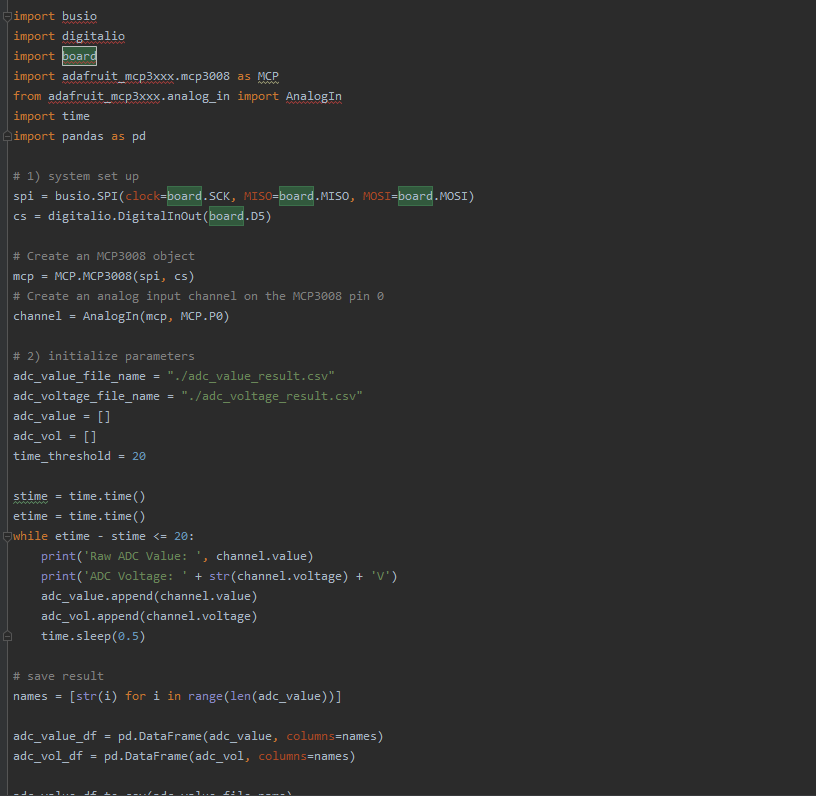 import busio
import digitalio
import board
import adafruit_mcp3xxx.mcp3008 as MCP
from adafruit_mcp3xxx.analog_in import AnalogIn
import time
import pandas as pd
# 1) system set up
spi = busio.SPI(clock=board.SCK, MISO=board.MISO, MOSI=board.MOSI)
cs = digitalio.DigitalInOut(board.D5)
# Create an MCP3008 object
mcp = MCP.MCP3008(spi, cs)
# Create an analog input channel on the MCP3008 pin 0
channel = AnalogIn(mcp, MCP.P0)
# 2) initialize parameters
adc_value_file_name = "./adc_value_result.csv"
adc_voltage_file_name = "./adc_voltage_result.csv"
adc_value = []
adc_vol = []
time_threshold = 20
stime = time.time()
etime = time.time()
while etime - stime <= 20:
    print('Raw ADC Value: ', channel.value)
    print('ADC Voltage: ' + str(channel.voltage) + 'V')
    adc_value.append(channel.value)
    adc_vol.append(channel.voltage)
    time.sleep(0.5)
# save result
names = [str(i) for i in range(len(adc_value))]
adc_value_df = pd.DataFrame(adc_value, columns=names)
adc_vol_df = pd.DataFrame(adc_vol, columns=names)
adc_value_df.to_csv(adc_value_file_name)